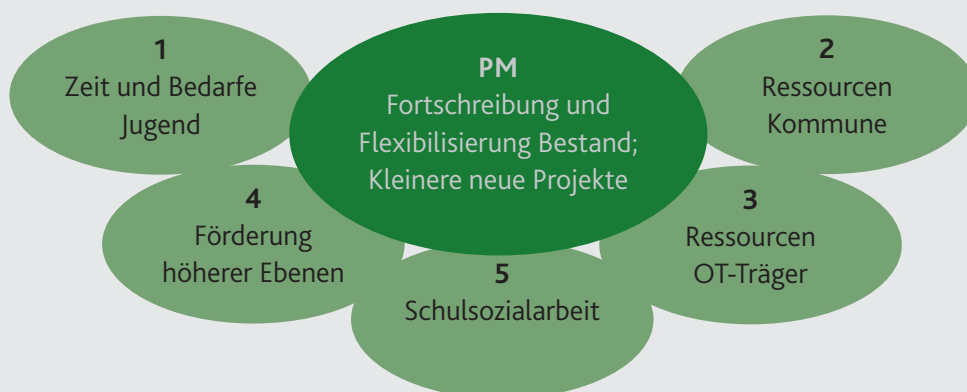 1
Zeit und Bedarfe
Jugend
PM
Fortschreibung und
Flexibilisierung Bestand;
Kleinere neue Projekte
2
Ressourcen
Kommune
4
Förderung
höherer Ebenen
3
Ressourcen
OT-Träger
5
Schulsozialarbeit